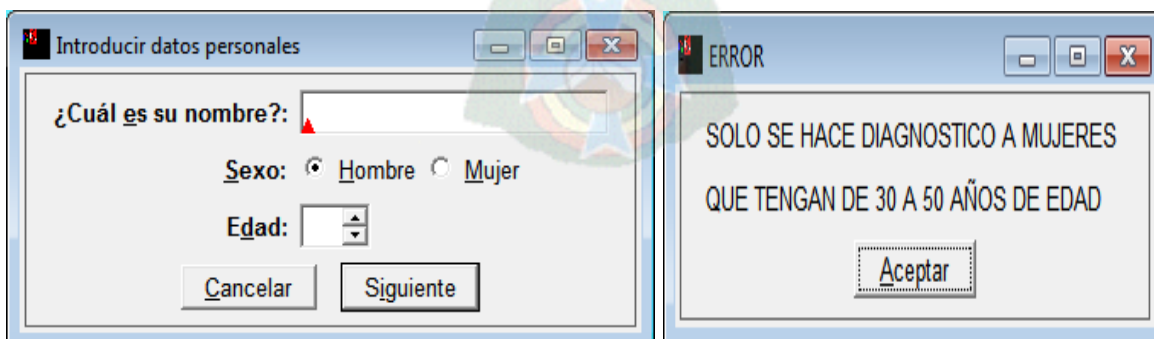 Introducir datos personales
¿Cuál es su nombre?:
Sexo: Hombre Mujer
Edad:
Cancelar Siguiente
ERROR
SOLO SE HACE DIAGNOSTICO A MUJERES
QUE TENGAN DE 30 A 50 AÑOS DE EDAD
Aceptar